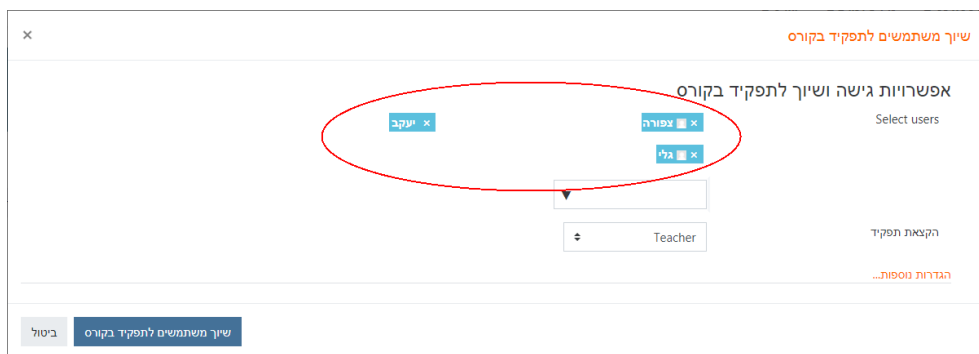 שיוך משתמשים לתפקיד בקורס ×
אפשרויות גישה ושיוך לתפקיד בקורס
Select users
× צפורה × יעקב
× גלי
▼
הקצאת תפקיד Teacher
הגדרות נוספות...
שיוך משתמשים לתפקיד בקורס ביטול